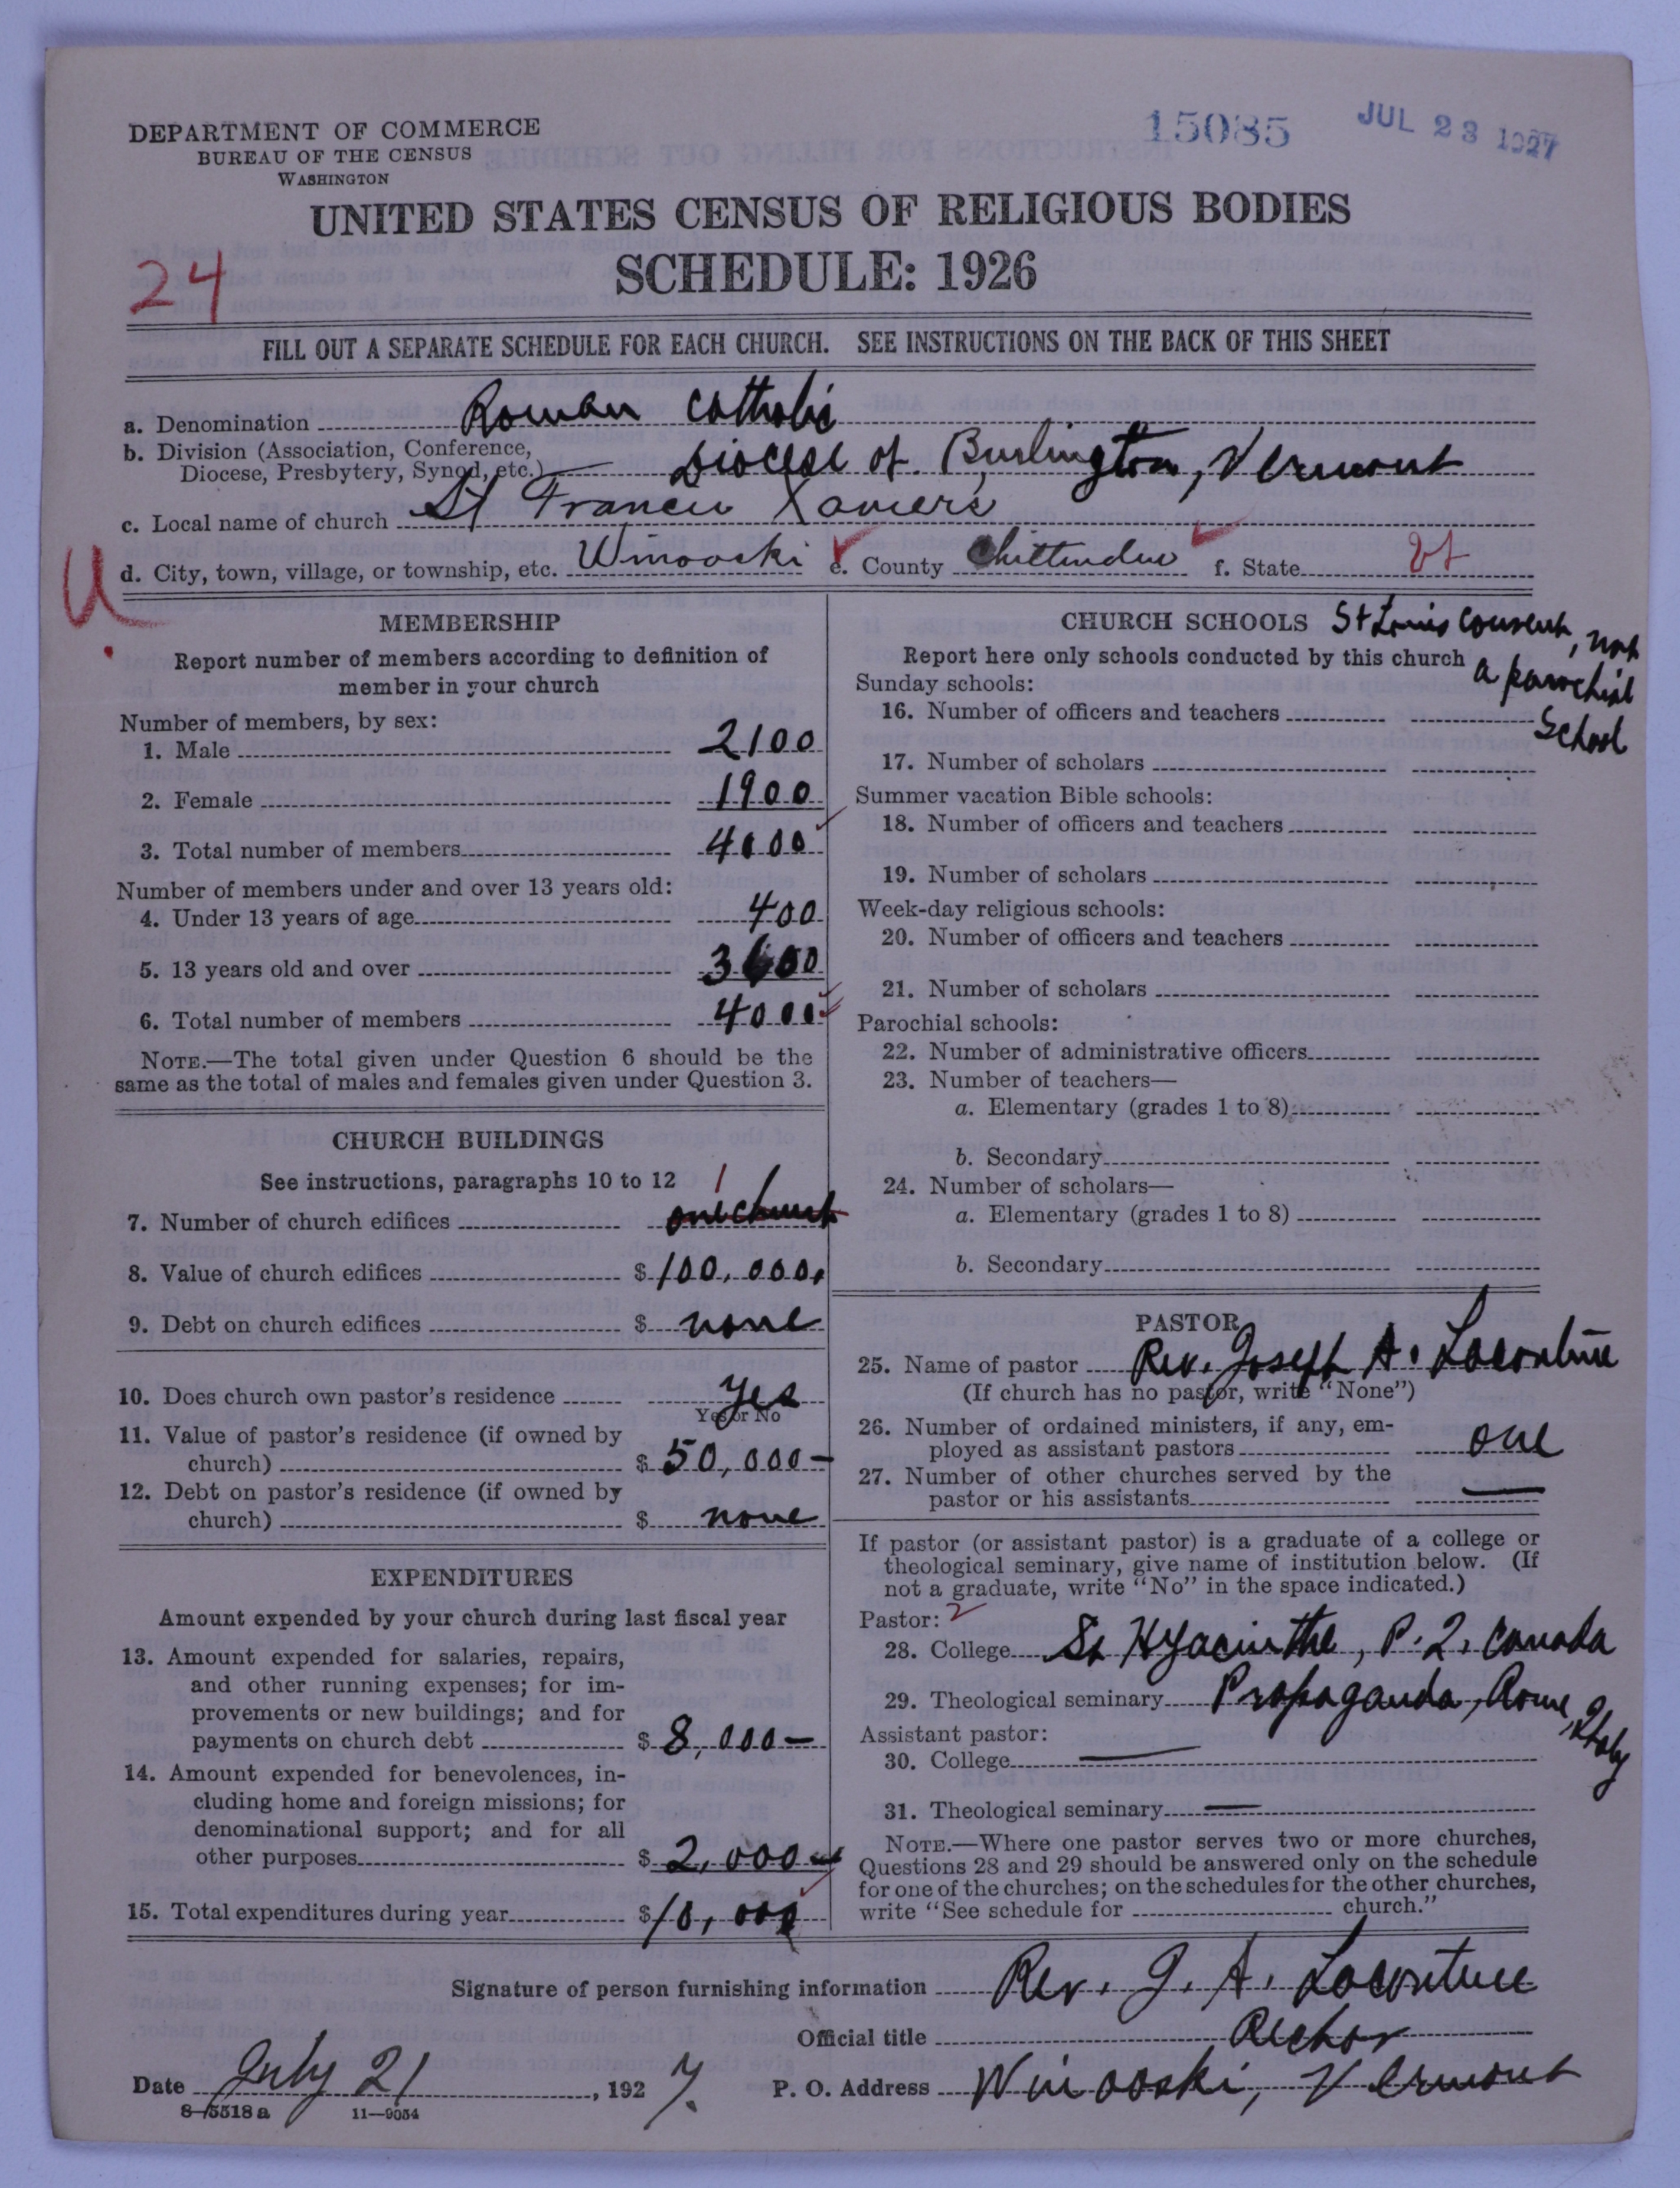 DEPARTMENT OF COMMERCE
BUREAU OF THE CENSUS
WASHINGTON
15085
JUL 23 1927
UNITED STATES CENSUS OF RELIGIOUS BODIES
SCHEDULE: 1926
24
FILL OUT A SEPARATE SCHEDULE FOR EACH CHURCH. SEE INSTRUCTIONS ON THE BACK OF THIS SHEET
a. Denomination Roman Catholic
b. Division (Association, Conference,
Diocese, Presbytery, Synod, etc.) Diocese of Burlington, Vermont
c. Local name of church St Francis Xaviers
d. City, town, village, or township, etc. Winooski e. County Chittenden f. State Vt
U
MEMBERSHIP
Report number of members according to definition of
member in your church
Number of members, by sex:
1. Male 2100
2. Female 1900
3. Total number of members 4000
Number of members under and over 13 years old:
4. Under 13 years of age 400
5. 13 years old and over 3600
6. Total number of members 4000
NOTE.—The total given under Question 6 should be the
same as the total of males and females given under Question 3.
CHURCH BUILDINGS
See instructions, paragraphs 10 to 12
1
7. Number of church edifices one church
8. Value of church edifices $ 100,000.
9. Debt on church edifices $ none
10. Does church own pastor's residence yes
Yes or No
11. Value of pastor's residence (if owned by
church) $ 50,000—
12. Debt on pastor's residence (if owned by
church) $ none
EXPENDITURES
Amount expended by your church during last fiscal year
13. Amount expended for salaries, repairs,
and other running expenses; for im-
provements or new buildings; and for
payments on church debt $ 8,000—
14. Amount expended for benevolences, in-
cluding home and foreign missions; for
denominational support; and for all
other purposes $ 2,000—
15. Total expenditures during year $ 10,000
CHURCH SCHOOLS St Louis Convent, not
Report here only schools conducted by this church a parochial
School
Sunday schools:
16. Number of officers and teachers
17. Number of scholars
Summer vacation Bible schools:
18. Number of officers and teachers
19. Number of scholars
Week-day religious schools:
20. Number of officers and teachers
21. Number of scholars
Parochial schools:
22. Number of administrative officers
23. Number of teachers—
a. Elementary (grades 1 to 8)
b. Secondary
24. Number of scholars—
a. Elementary (grades 1 to 8)
b. Secondary
PASTOR
25. Name of pastor Rev. Joseph A. Lacouture
(If church has no pastor, write "None")
26. Number of ordained ministers, if any, em-
ployed as assistant pastors one
27. Number of other churches served by the
pastor or his assistants —
If pastor (or assistant pastor) is a graduate of a college or
theological seminary, give name of institution below. (If
not a graduate, write "No" in the space indicated.)
Pastor: 2
28. College St Hyacinthe, P.Q. Canada
29. Theological seminary Propaganda, Rome, Italy
Assistant pastor:
30. College —
31. Theological seminary —
NOTE.—Where one pastor serves two or more churches,
Questions 28 and 29 should be answered only on the schedule
for one of the churches; on the schedules for the other churches,
write "See schedule for church."
Signature of person furnishing information Rev. J. A. Lacouture
Official title Rector
Date July 21, 1927. P. O. Address Winooski, Vermont
8-5518a 11—9054